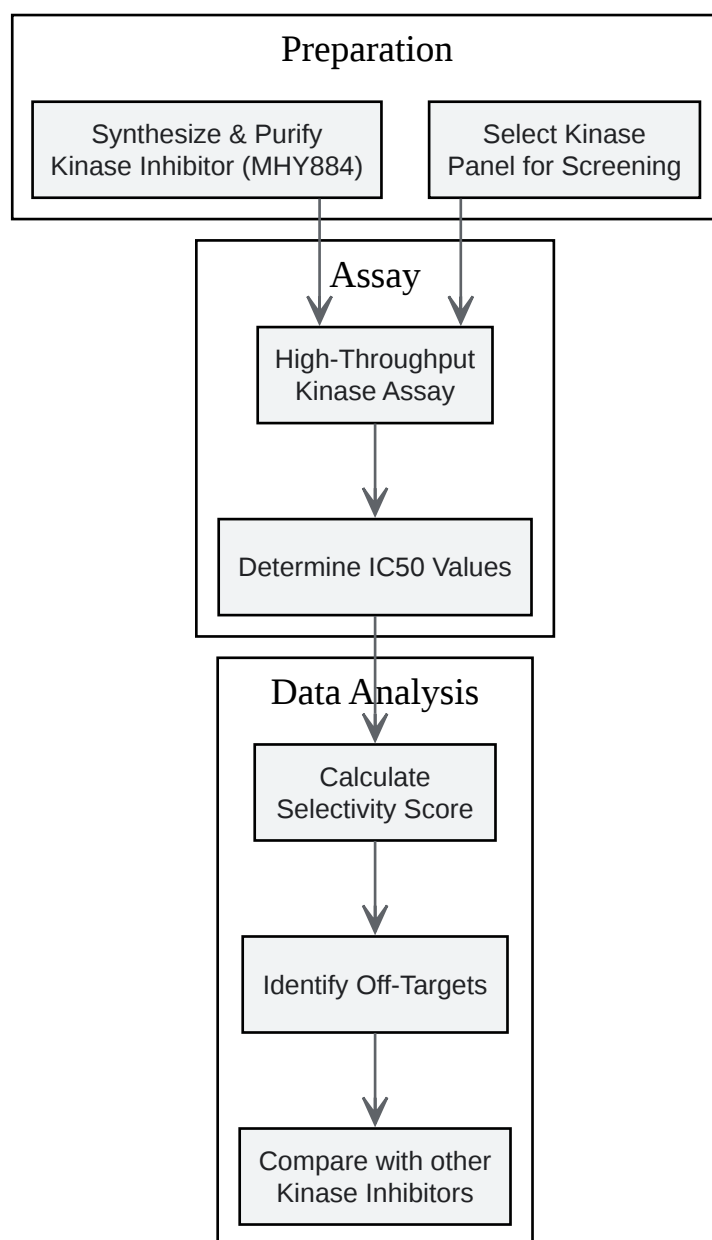 Preparation
Synthesize & Purify
Kinase Inhibitor (MHY884)
Select Kinase
Panel for Screening
Assay
High-Throughput
Kinase Assay
Determine IC50 Values
Data Analysis
Calculate
Selectivity Score
Identify Off-Targets
Compare with other
Kinase Inhibitors